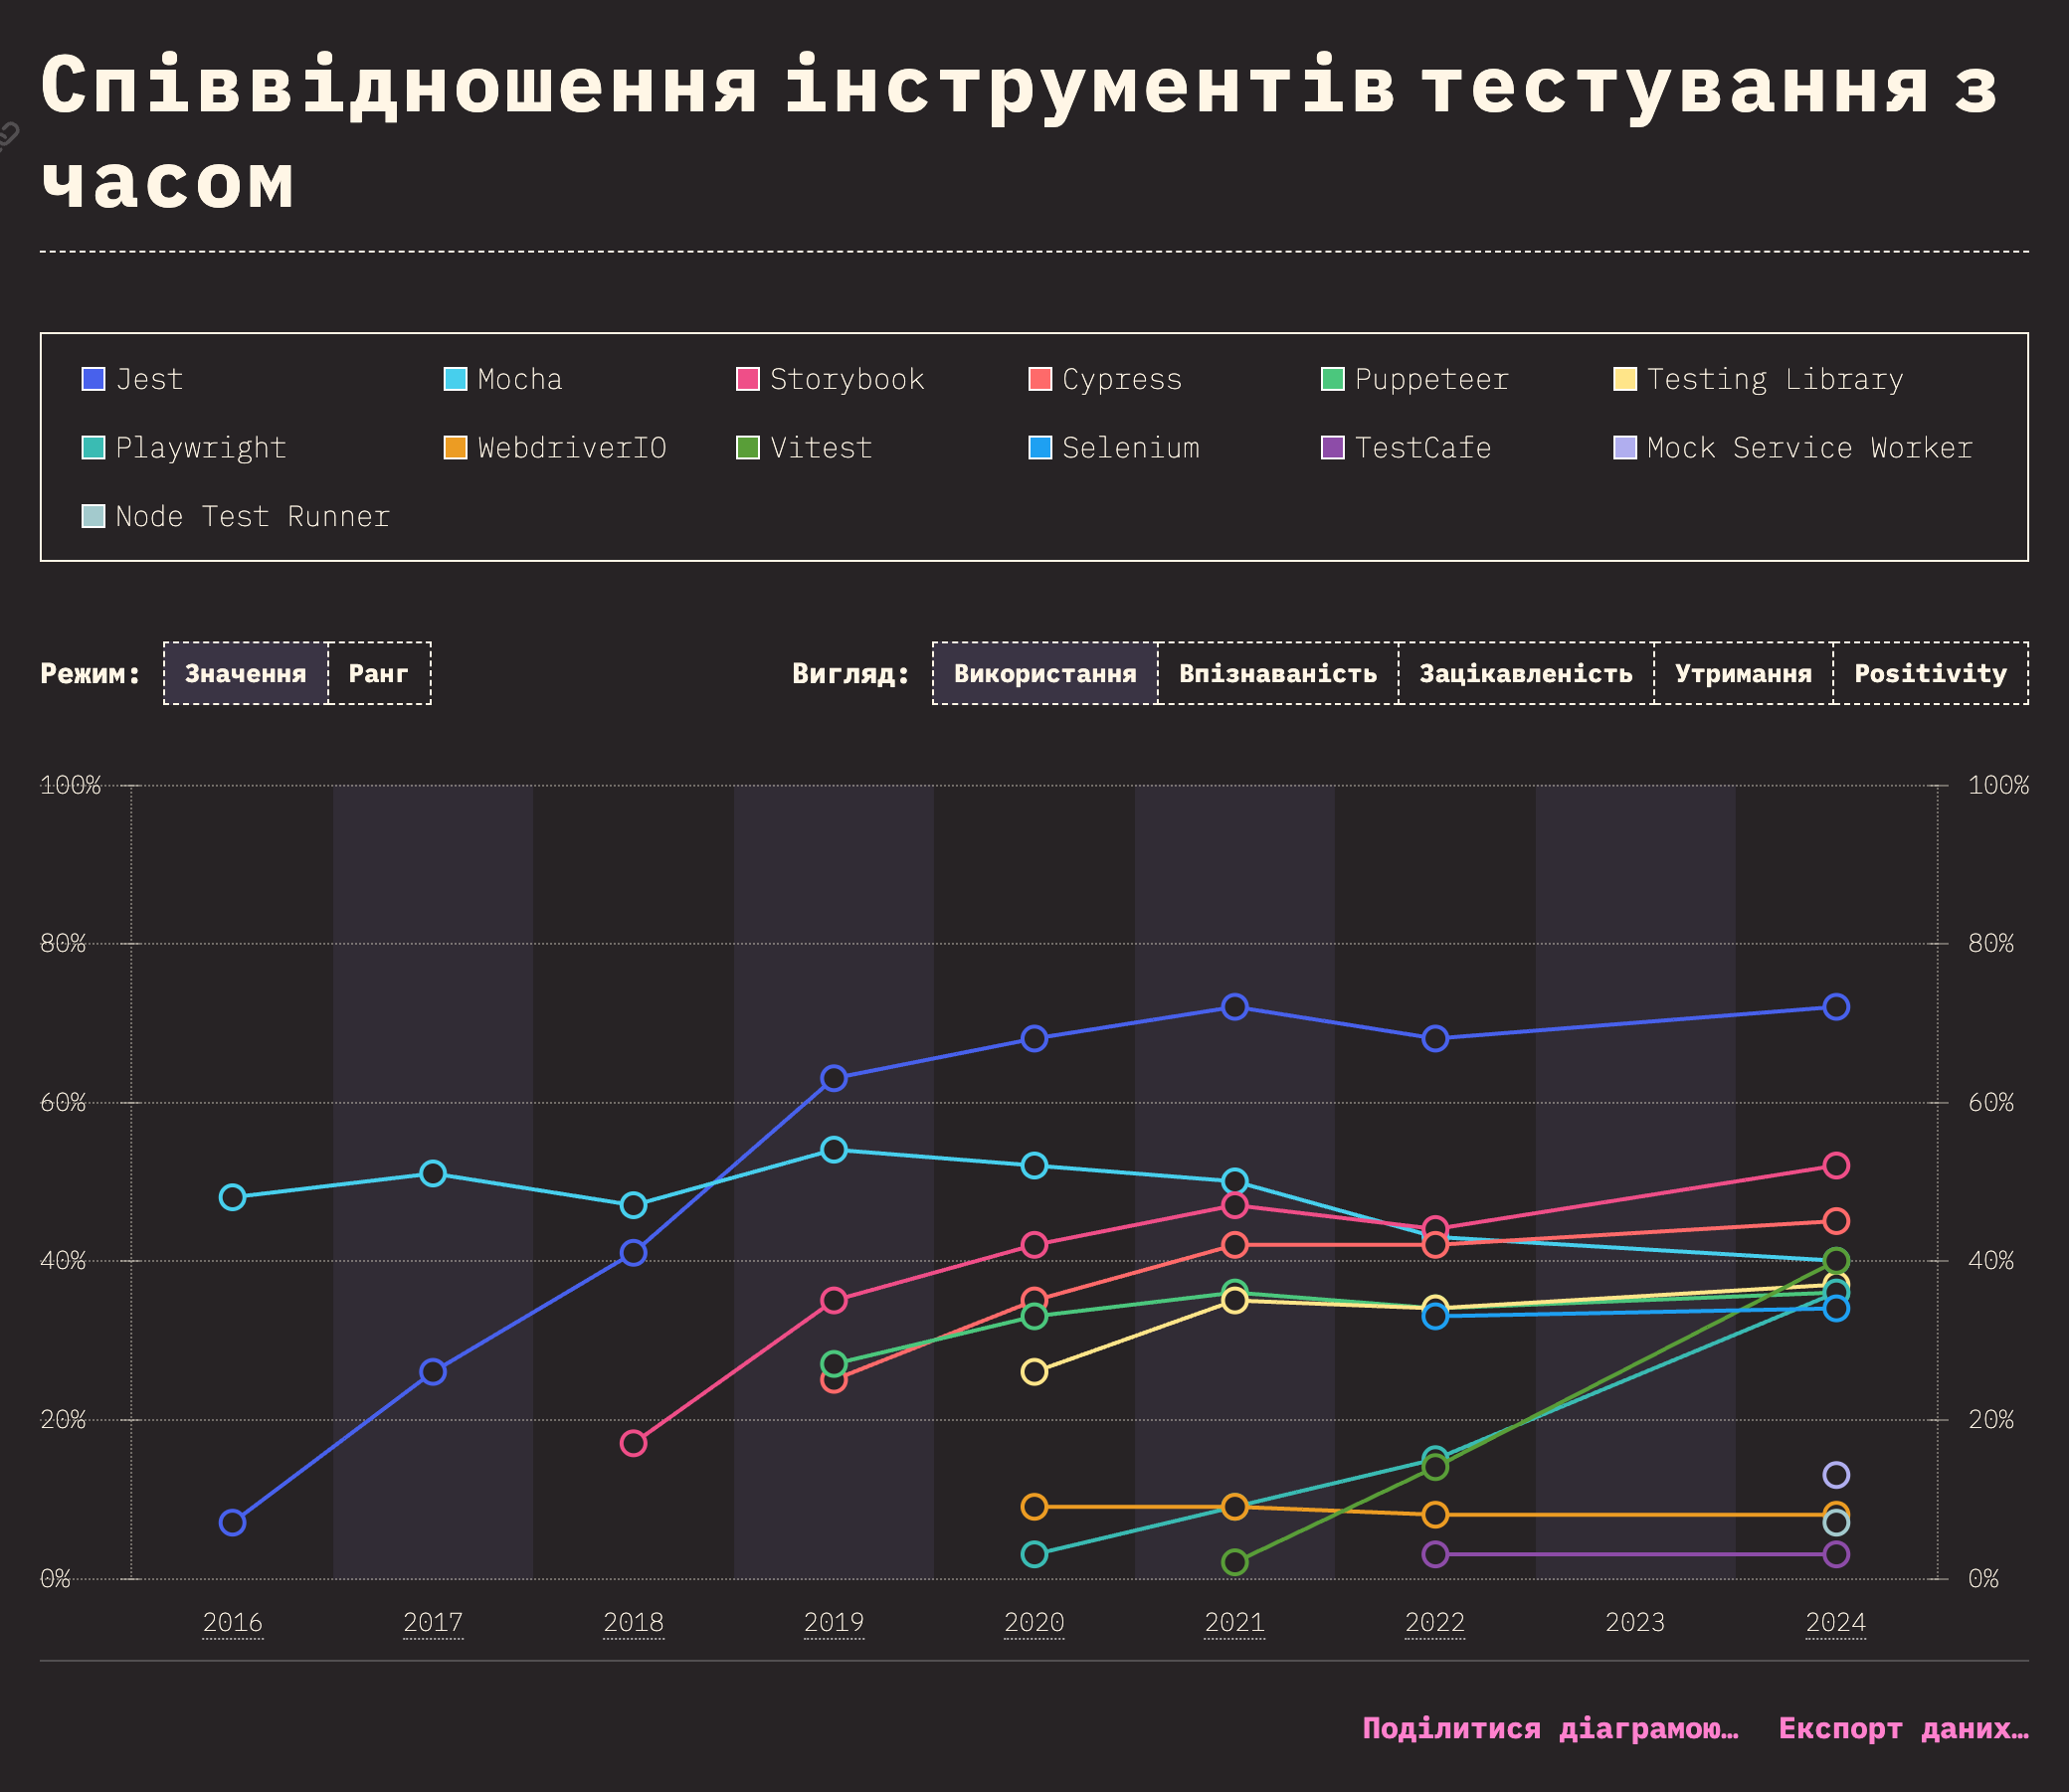 Співвідношення інструментів тестування з
часом
Jest Mocha Storybook Cypress Puppeteer Testing Library
Playwright WebdriverIO Vitest Selenium TestCafe Mock Service Worker
Node Test Runner
Режим: Значення Ранг Вигляд: Використання Впізнаваність Зацікавленість Утримання Positivity
100% 100%
80% 80%
60% 60%
40% 40%
20% 20%
0% 0%
2016 2017 2018 2019 2020 2021 2022 2023 2024
Поділитися діаграмою… Експорт даних…